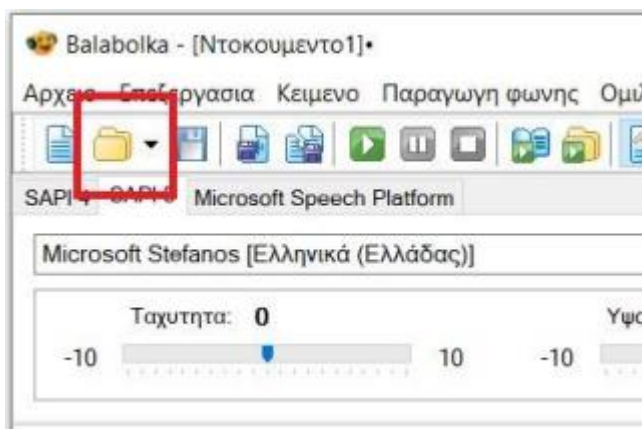 Balabolka - [Ντοκουμεντο1]•
Αρχειο Επεξεργασια Κειμενο Παραγωγη φωνης
SAPI 4 SAPI 5 Microsoft Speech Platform
Microsoft Stefanos [Ελληνικά (Ελλάδας)]
Ταχυτητα: 0
-10 10 -10